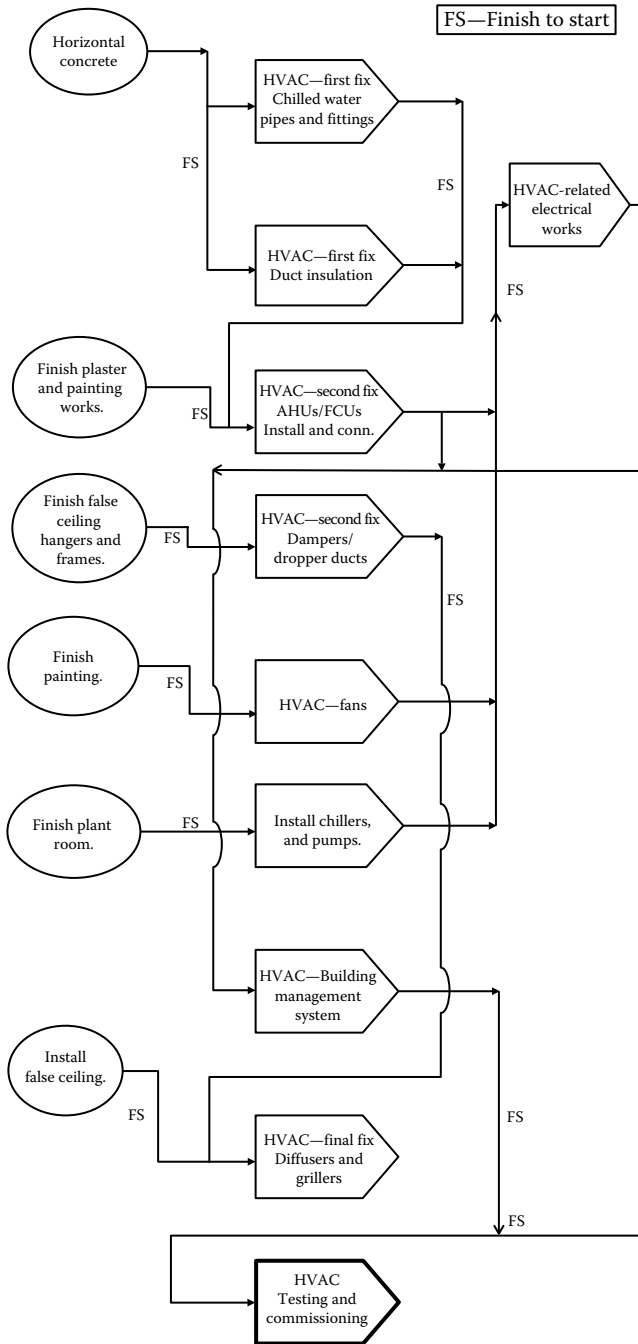 FS—Finish to start
Horizontal
concrete
HVAC—first fix
Chilled water
pipes and fittings
FS
FS
HVAC-related
electrical
works
HVAC—first fix
Duct insulation
FS
Finish plaster
and painting
works.
FS
HVAC—second fix
AHUs/FCUs
Install and conn.
Finish false
ceiling
hangers and
frames.
FS
HVAC—second fix
Dampers/
dropper ducts
FS
Finish
painting.
FS
HVAC—fans
Finish plant
room.
FS
Install chillers,
and pumps.
HVAC—Building
management
system
Install
false ceiling.
FS
FS
HVAC—final fix
Diffusers and
grillers
FS
HVAC
Testing and
commissioning